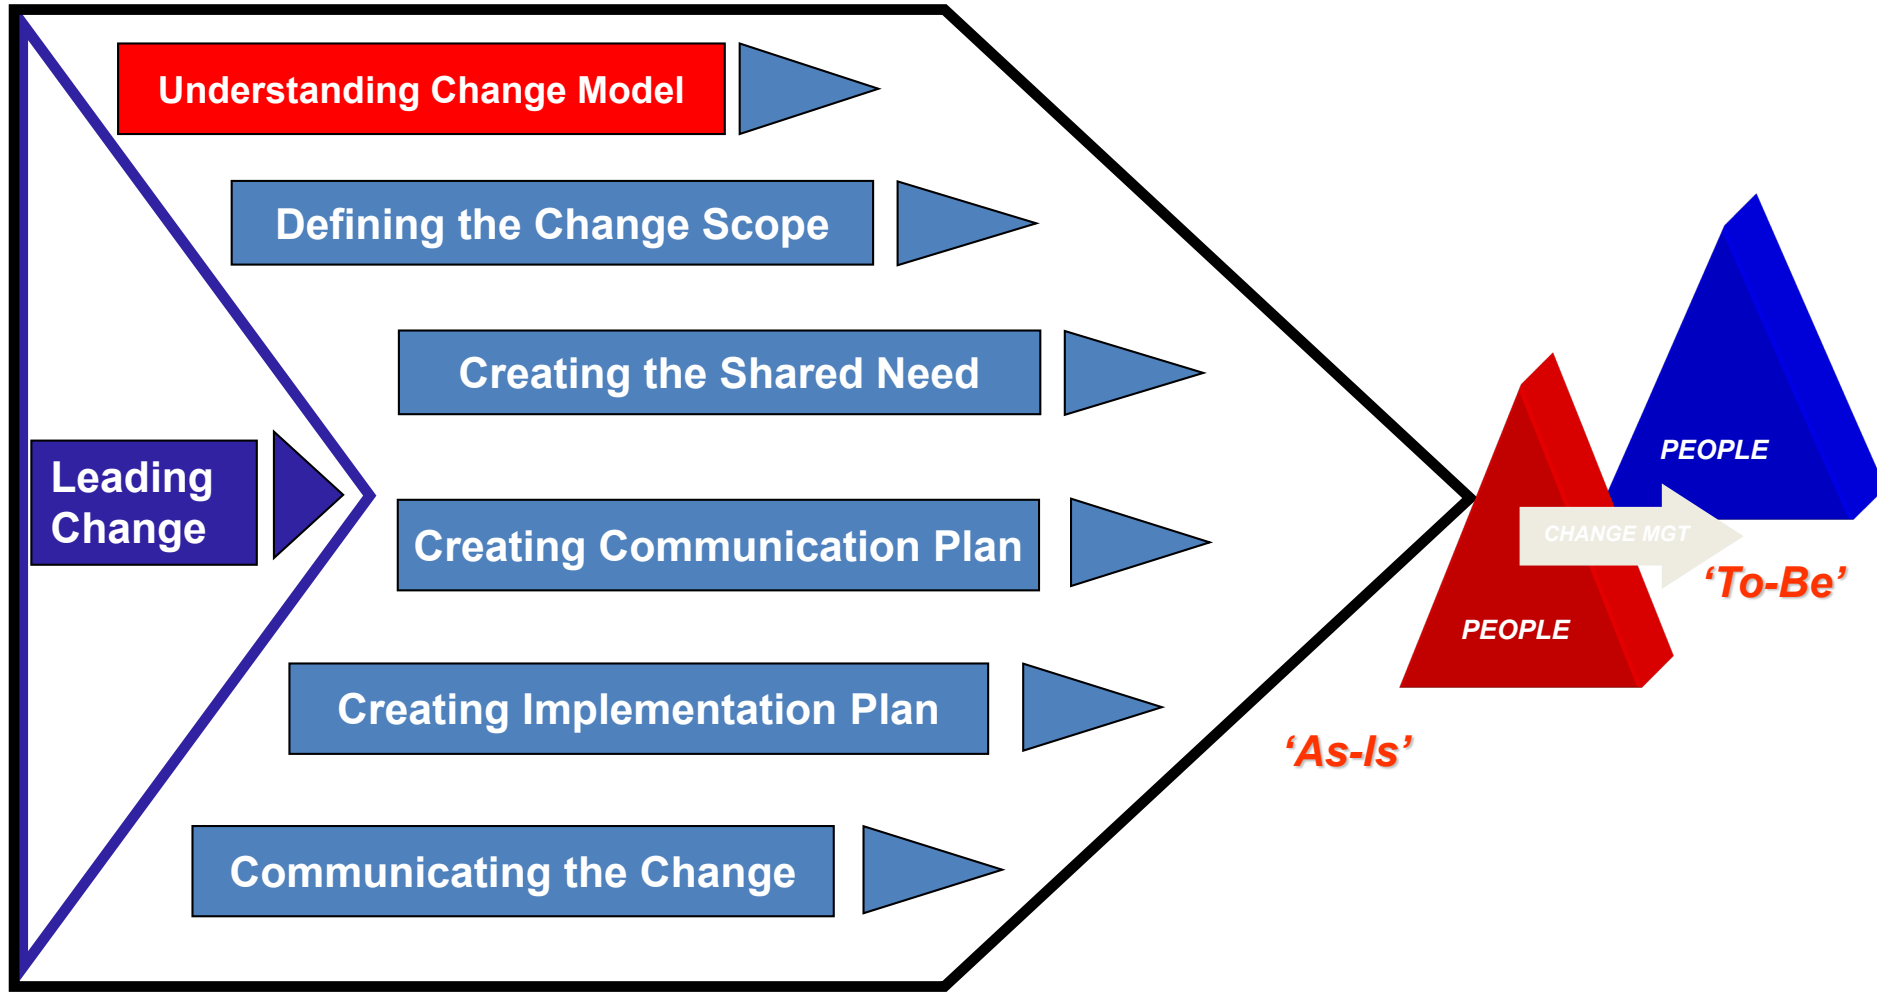 Understanding Change Model
Defining the Change Scope
Creating the Shared Need
Leading
Change
Creating Communication Plan
Creating Implementation Plan
Communicating the Change
PEOPLE
CHANGE MGT
‘To-Be’
PEOPLE
‘As-Is’